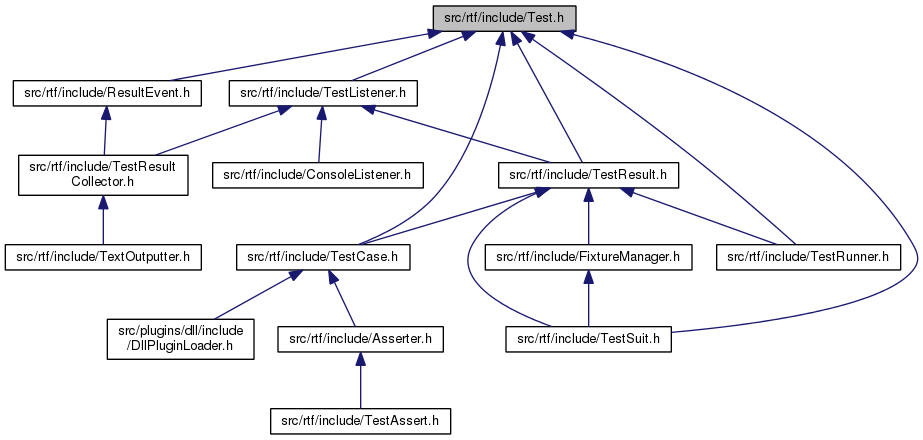 src/rtf/include/Test.h
src/rtf/include/ResultEvent.h
src/rtf/include/TestListener.h
src/rtf/include/TestResult
Collector.h
src/rtf/include/ConsoleListener.h
src/rtf/include/TestResult.h
src/rtf/include/TextOutputter.h
src/rtf/include/TestCase.h
src/rtf/include/FixtureManager.h
src/rtf/include/TestRunner.h
src/plugins/dll/include
/DllPluginLoader.h
src/rtf/include/Asserter.h
src/rtf/include/TestSuit.h
src/rtf/include/TestAssert.h